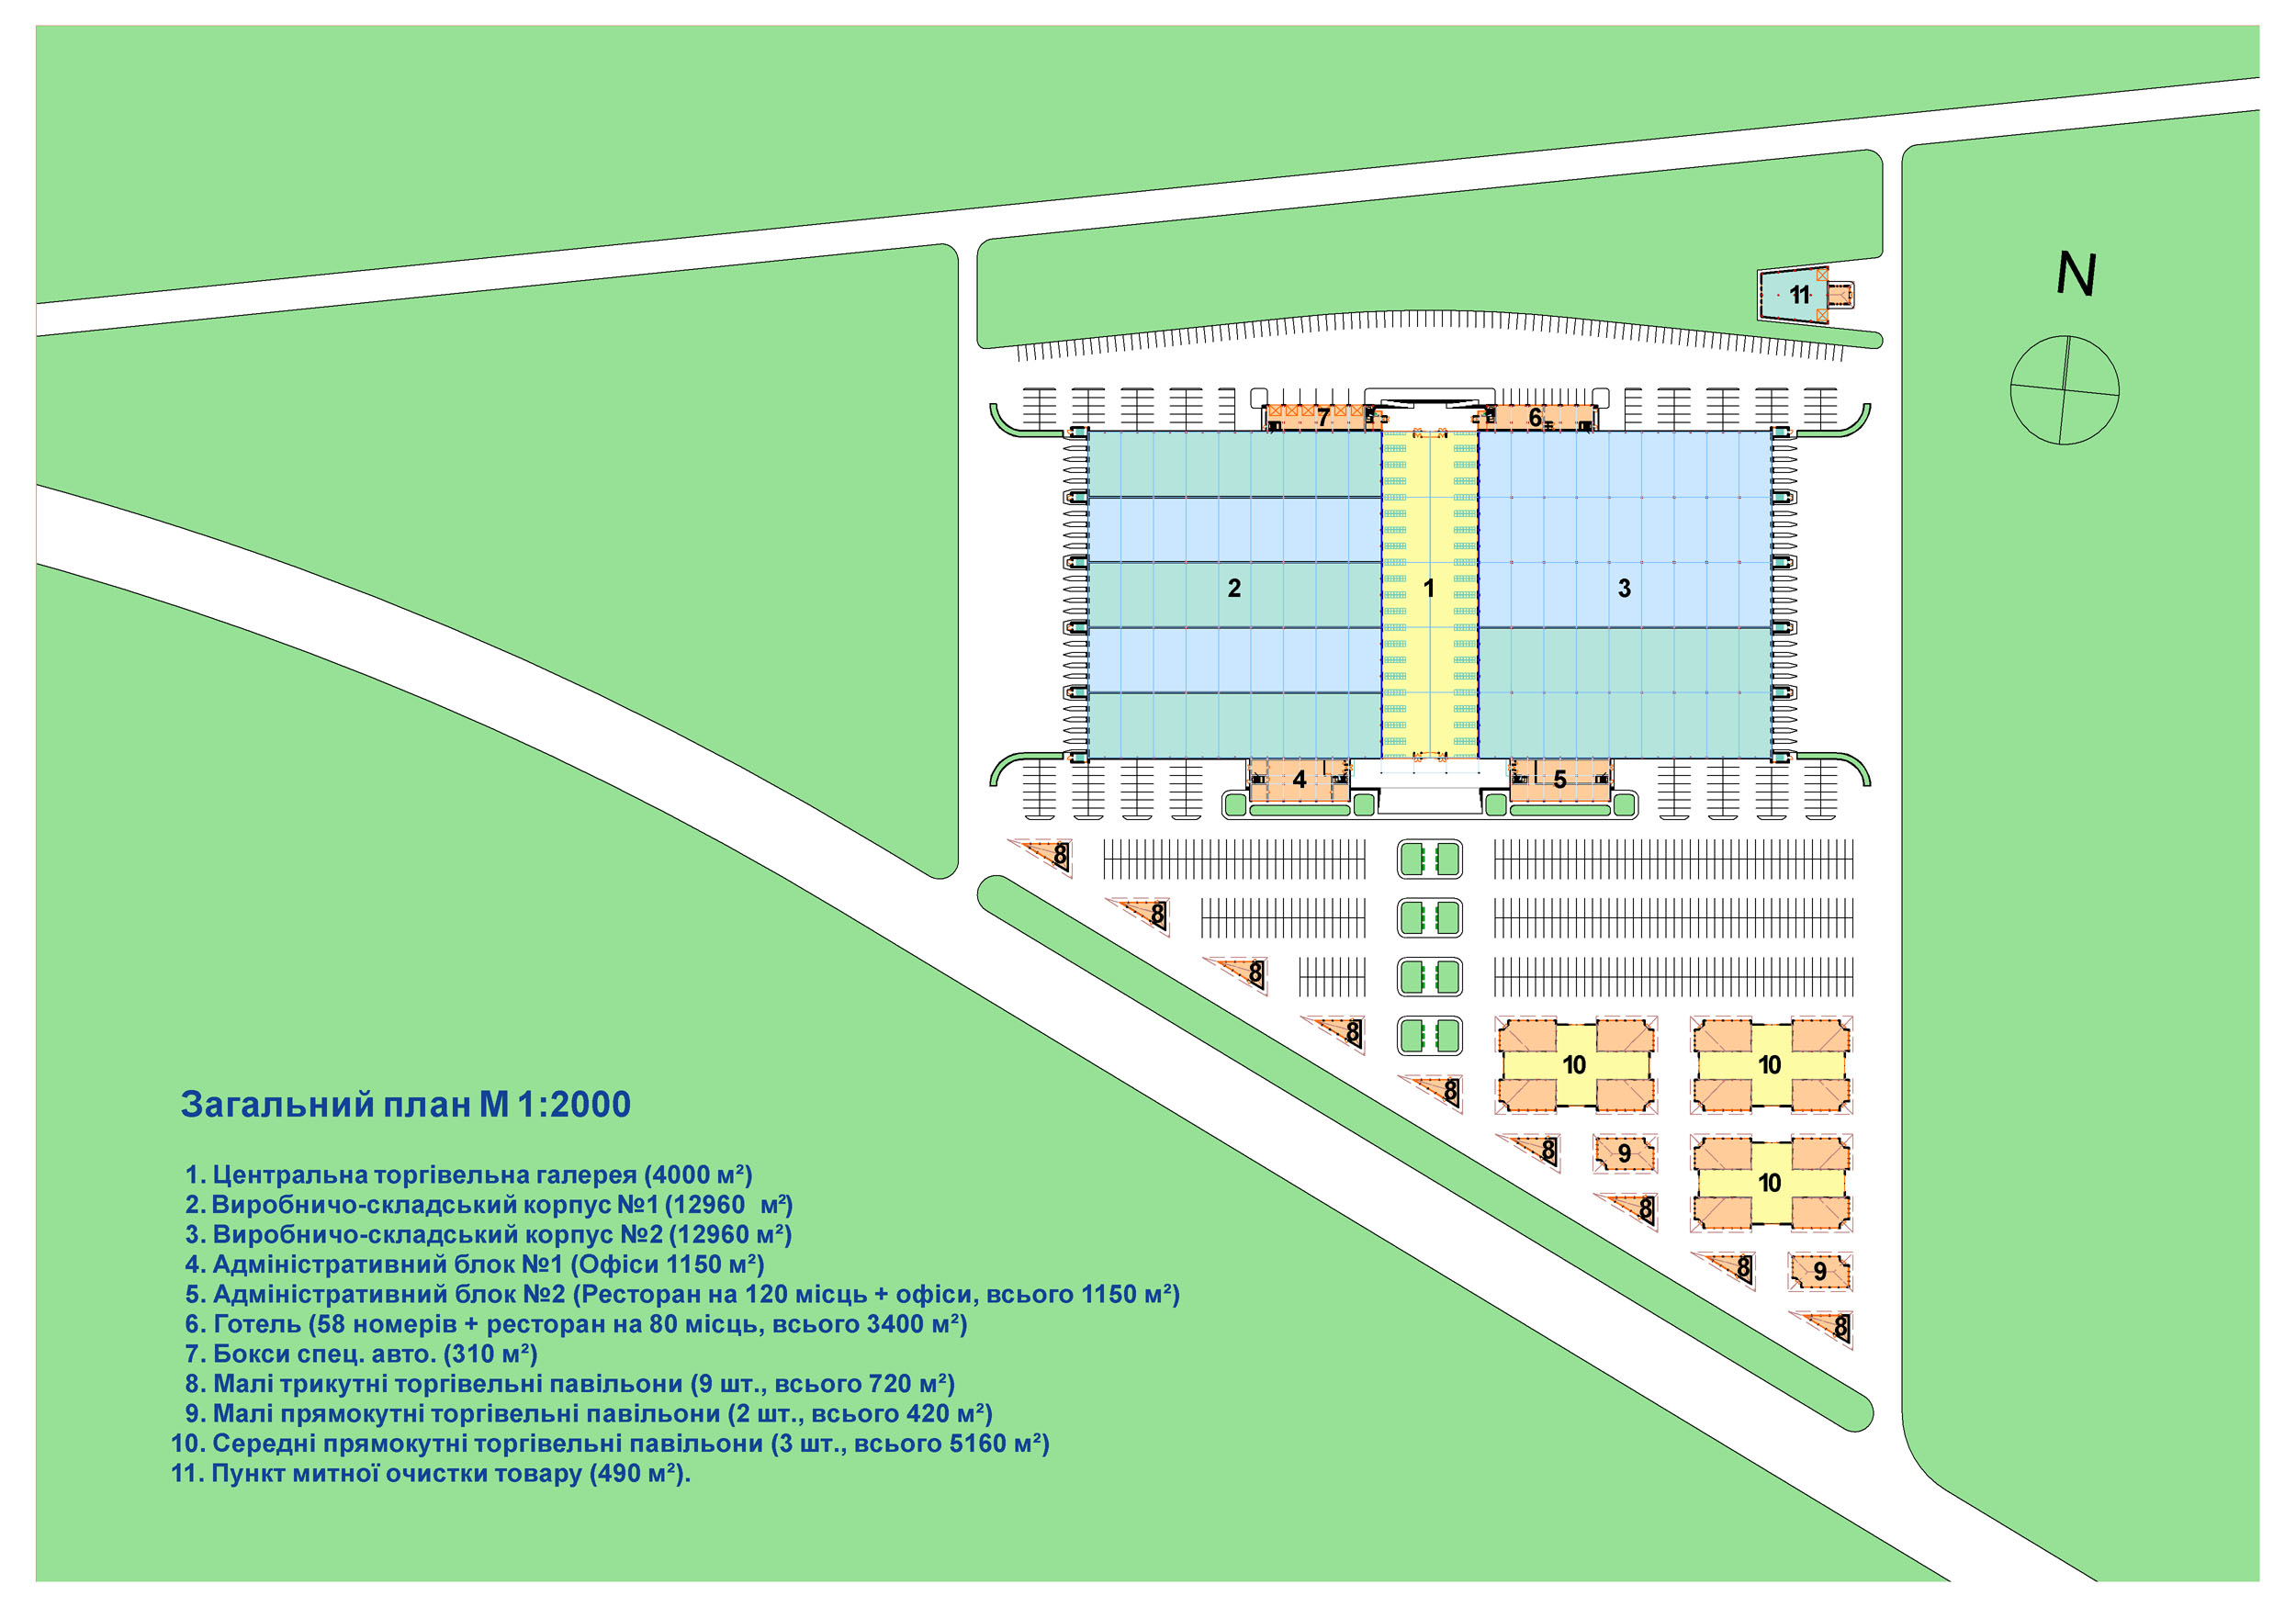 N
11
7
6
2
1
3
4
5
8
8
8
8
10
10
8
8
9
10
8
8
9
8
Загальний план М 1:2000
1. Центральна торгівельна галерея (4000 м²)
2. Виробничо-складський корпус №1 (12960 м²)
3. Виробничо-складський корпус №2 (12960 м²)
4. Адміністративний блок №1 (Офіси 1150 м²)
5. Адміністративний блок №2 (Ресторан на 120 місць + офіси, всього 1150 м²)
6. Готель (58 номерів + ресторан на 80 місць, всього 3400 м²)
7. Бокси спец. авто. (310 м²)
8. Малі трикутні торгівельні павільони (9 шт., всього 720 м²)
9. Малі прямокутні торгівельні павільони (2 шт., всього 420 м²)
10. Середні прямокутні торгівельні павільони (3 шт., всього 5160 м²)
11. Пункт митної очистки товару (490 м²).